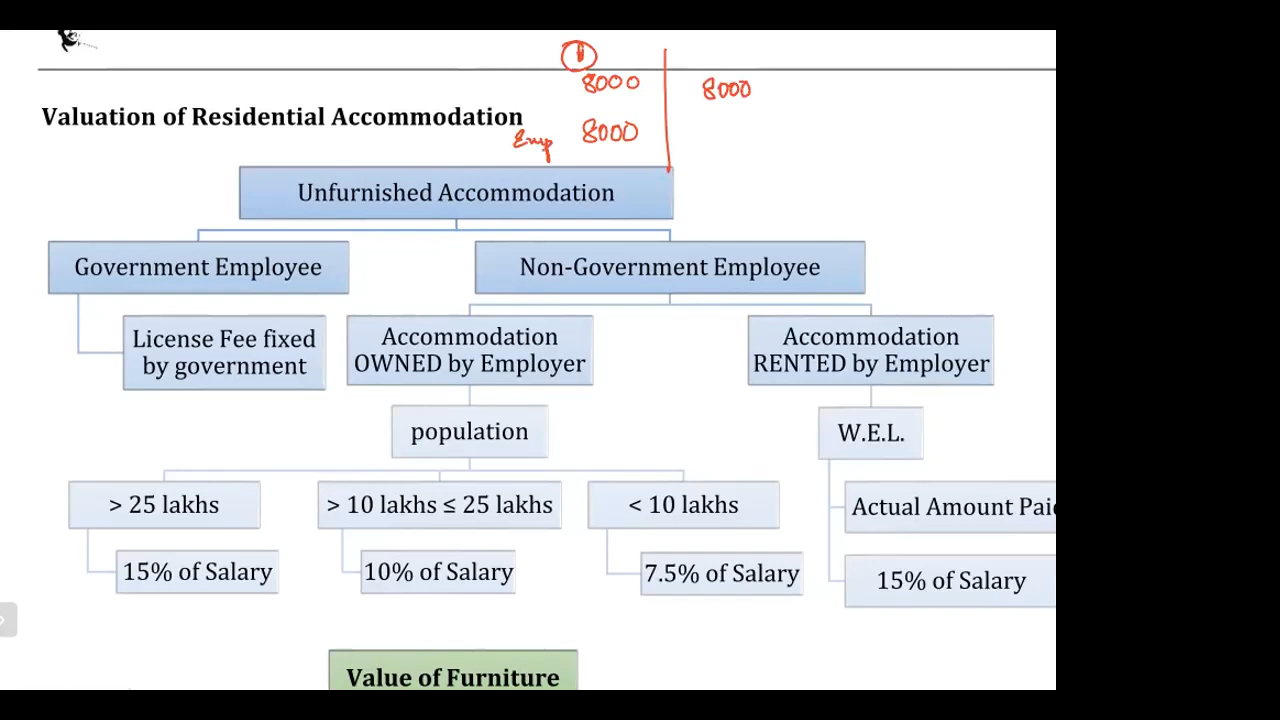 8000 8000
Valuation of Residential Accommodation
Emp 8000
Unfurnished Accommodation
Government Employee
Non-Government Employee
License Fee fixed
by government
Accommodation
OWNED by Employer
Accommodation
RENTED by Employer
population
W.E.L.
> 25 lakhs
> 10 lakhs ≤ 25 lakhs
< 10 lakhs
Actual Amount
15% of Salary
10% of Salary
7.5% of Salary
15% of Salary
Value of Furniture